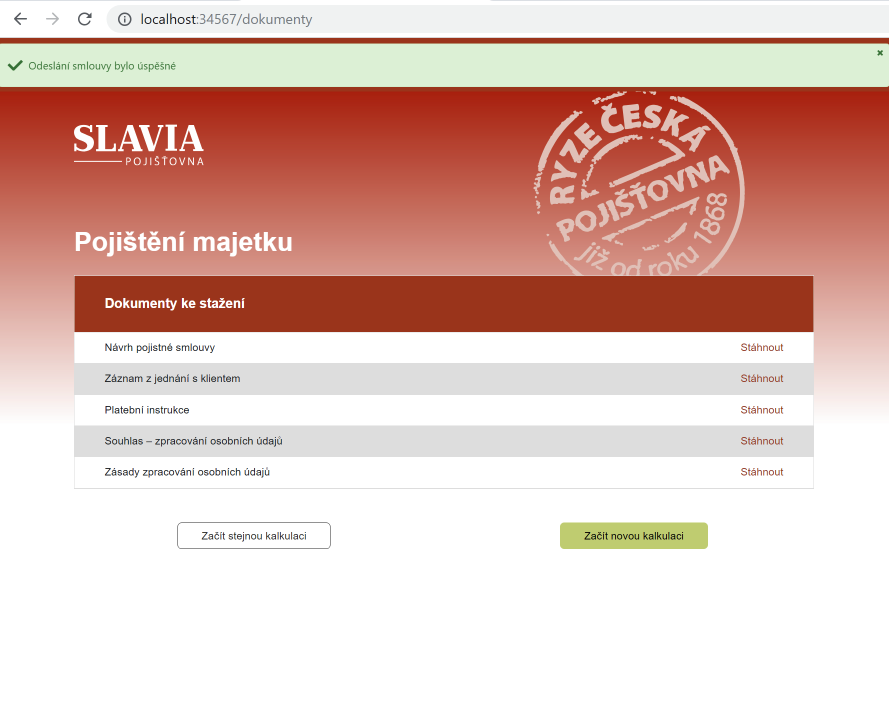 localhost:34567/dokumenty
Odeslání smlouvy bylo úspěšné
SLAVIA
POJIŠŤOVNA
RYZE ČESKÁ
POJIŠŤOVNA
již od roku 1868
Pojištění majetku
Dokumenty ke stažení
Návrh pojistné smlouvy Stáhnout
Záznam z jednání s klientem Stáhnout
Platební instrukce Stáhnout
Souhlas – zpracování osobních údajů Stáhnout
Zásady zpracování osobních údajů Stáhnout
Začít stejnou kalkulaci Začít novou kalkulaci